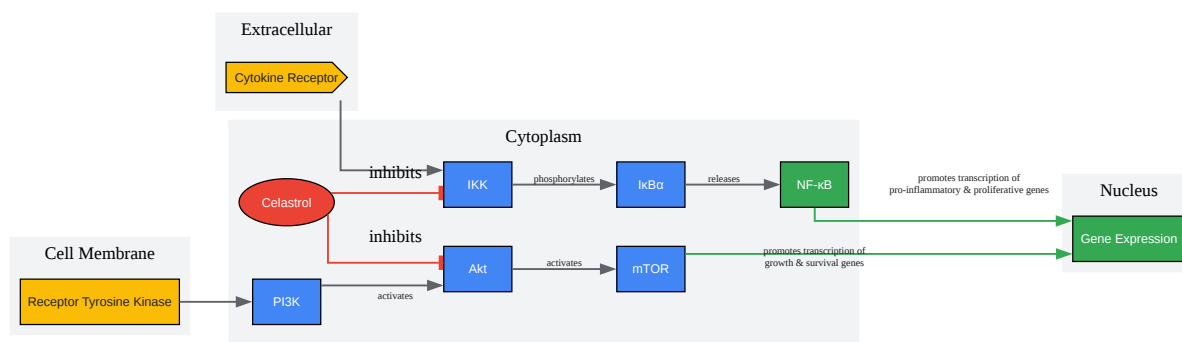 Extracellular
Cytokine Receptor
Cytoplasm
inhibits
IKK
phosphorylates
IκBα
releases
NF-κB
promotes transcription of
pro-inflammatory & proliferative genes
Nucleus
Celastrol
inhibits
Gene Expression
Cell Membrane
Akt
activates
mTOR
promotes transcription of
growth & survival genes
Receptor Tyrosine Kinase
PI3K
activates